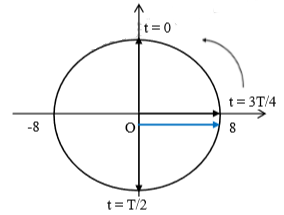 t = 0
t = 3T/4
-8 O 8
t = T/2